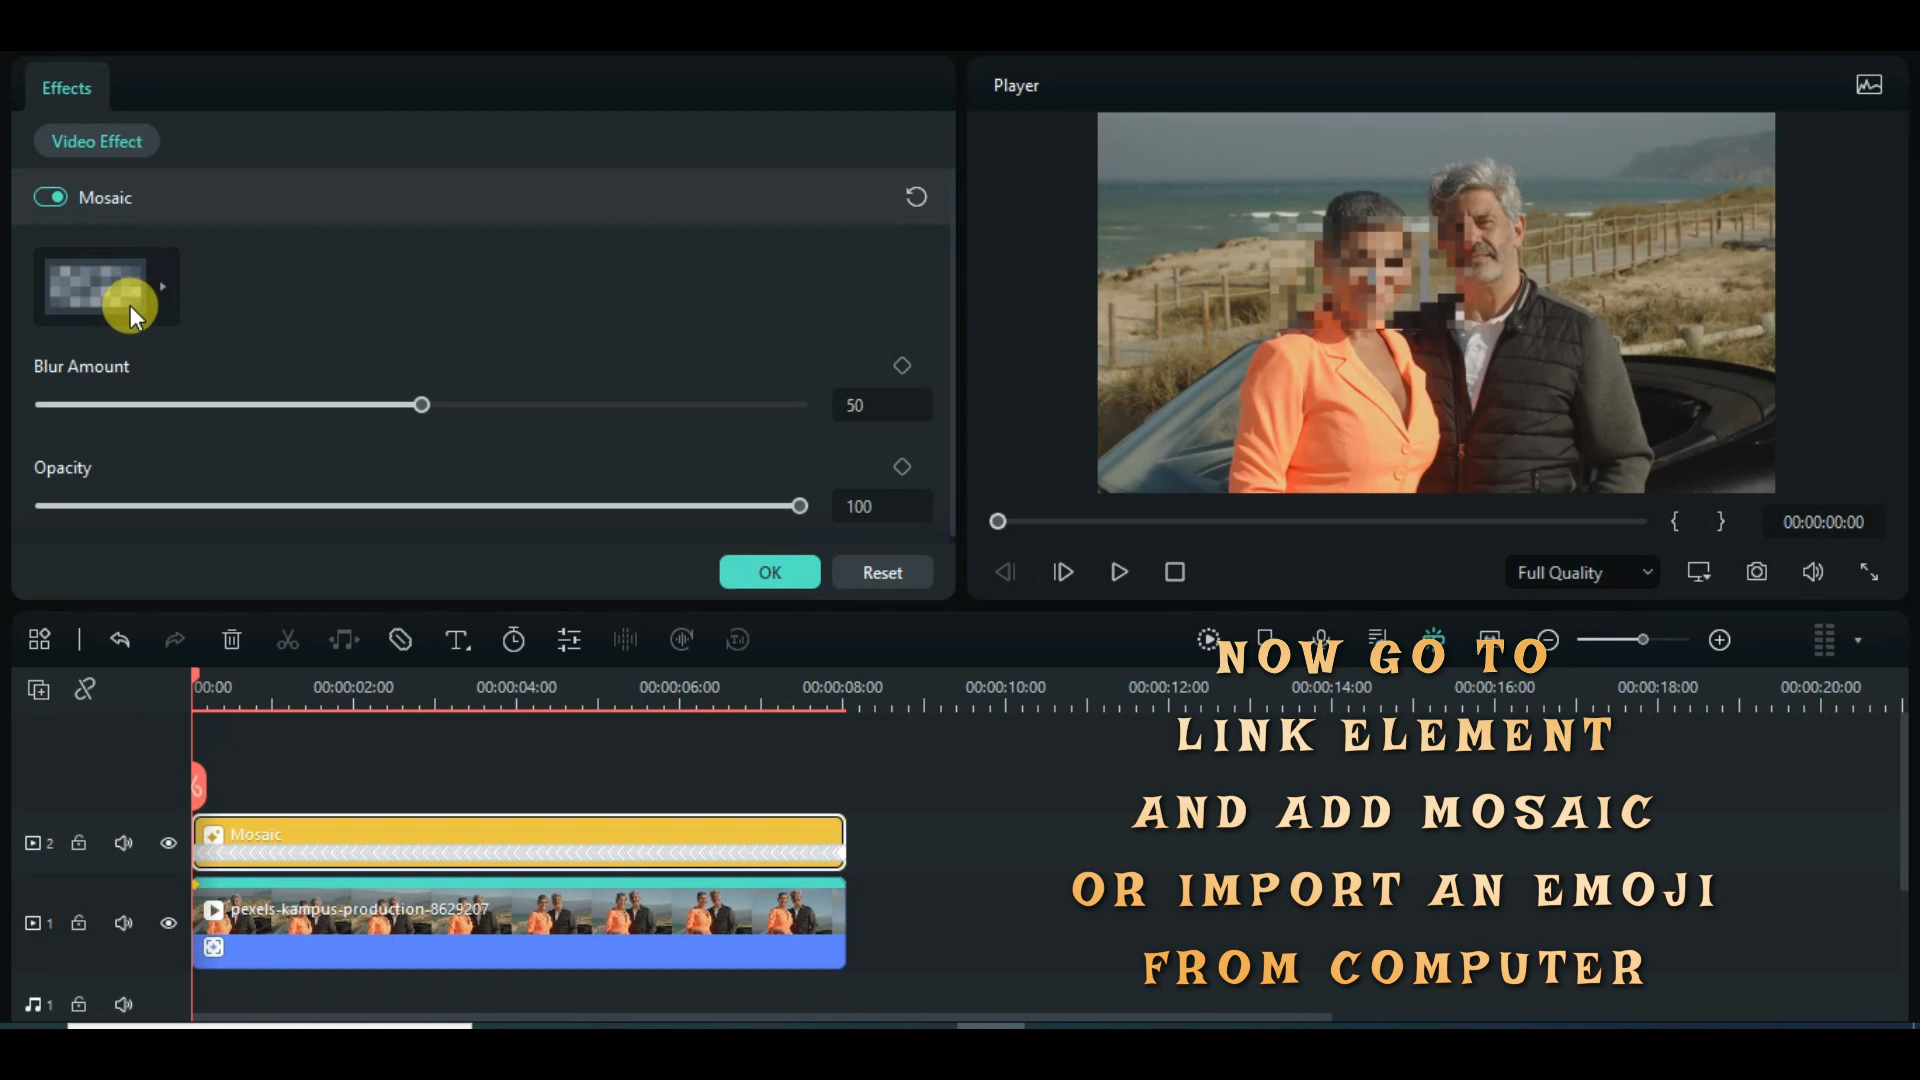 Effects
Player
Video Effect
Mosaic
Blur Amount
50
Opacity
100
OK
Reset
00:00:00:00
Full Quality
00:00
00:00:02:00
00:00:04:00
00:00:06:00
00:00:08:00
00:00:10:00
00:00:12:00
00:00:14:00
00:00:16:00
00:00:18:00
00:00:20:00
NOW GO TO
LINK ELEMENT
AND ADD MOSAIC
OR IMPORT AN EMOJI
FROM COMPUTER
2
Mosaic
1
pexels-kampus-production-8629207
1